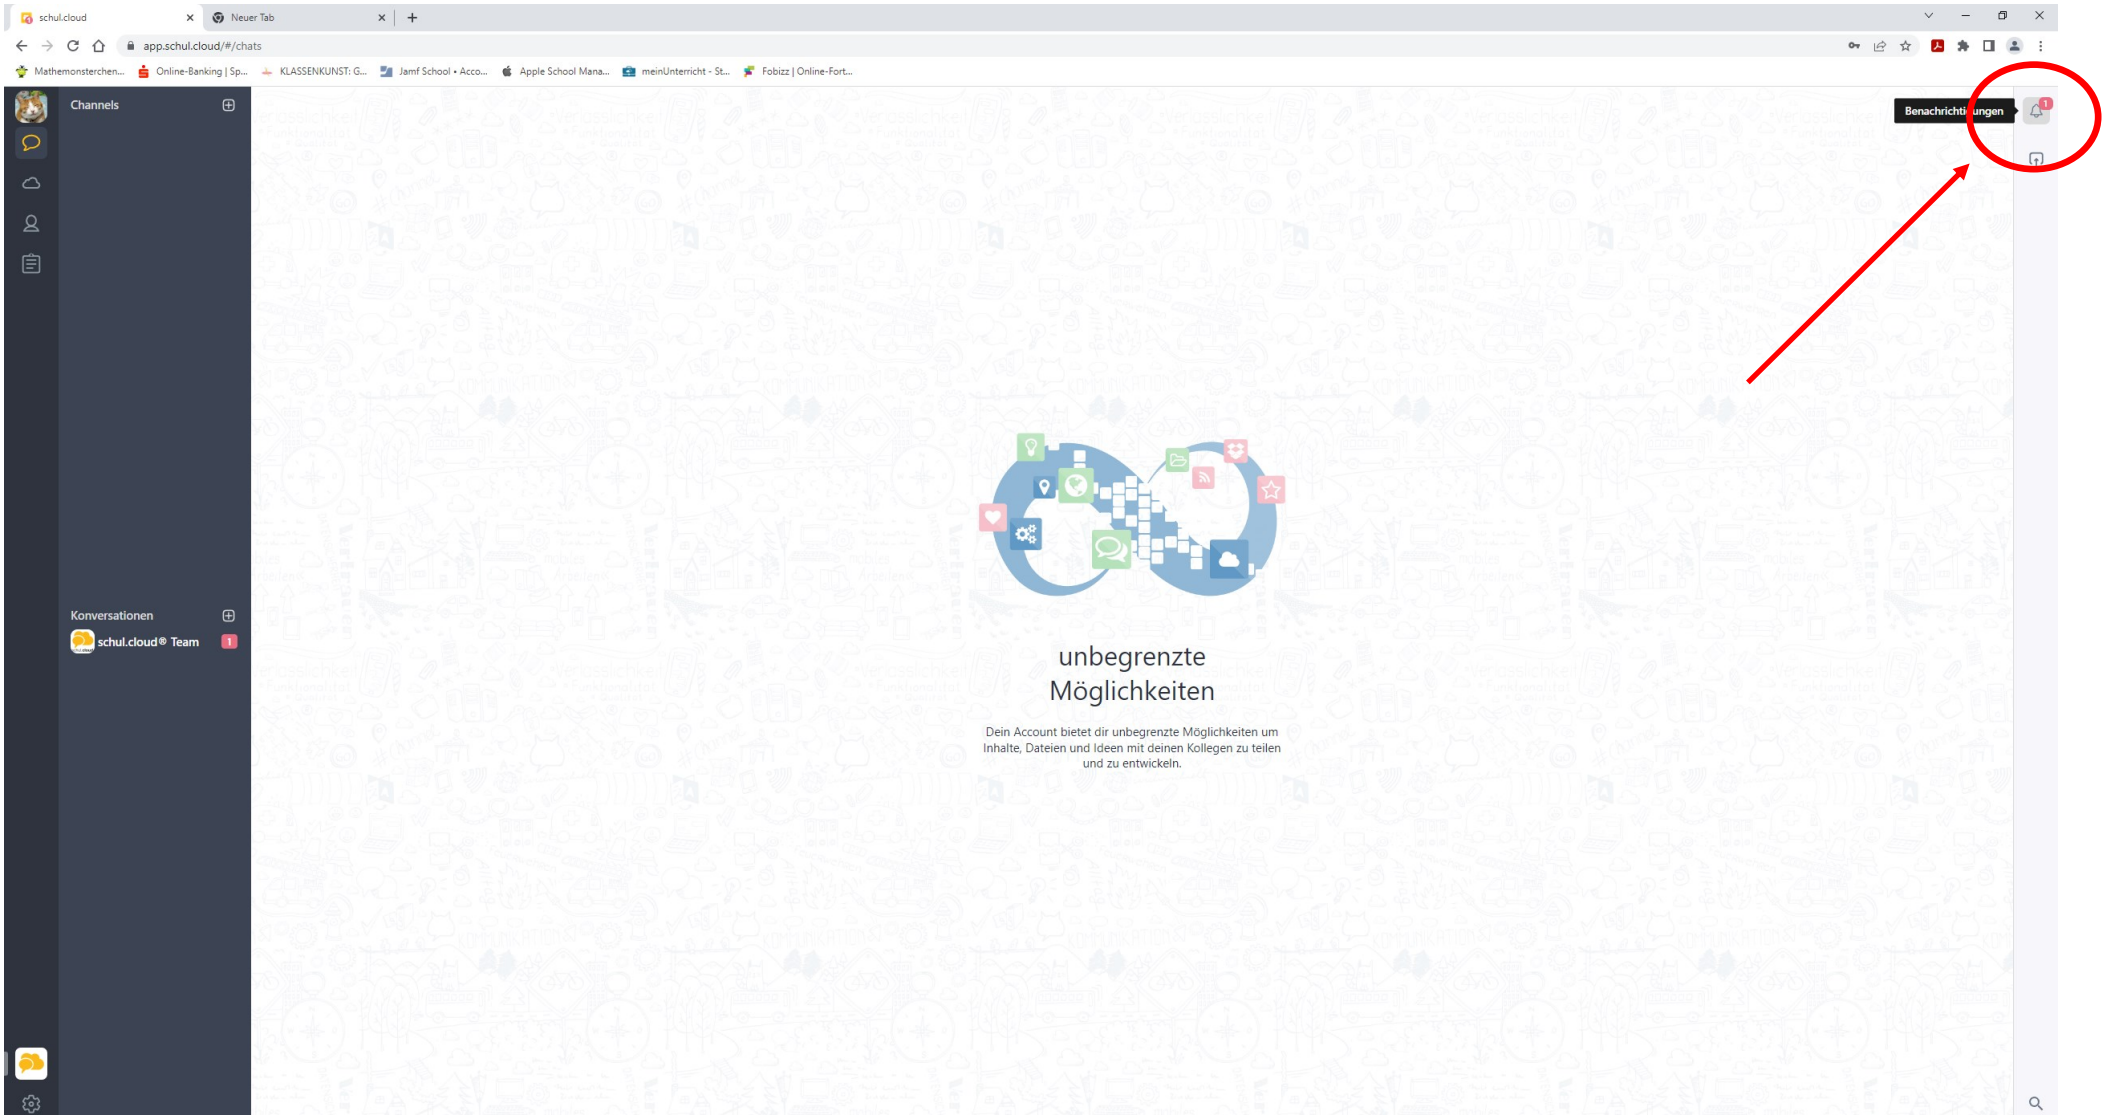 schul.cloud
Neuer Tab
app.schul.cloud/#/chats
Mathemonsterchen...
Online-Banking | Sp...
KLASSENKUNST: G...
Jamf School • Acco...
Apple School Mana...
meinUnterricht - St...
Fobizz | Online-Fort...
Channels
Benachrichtigungen
1
Konversationen
schul.cloud® Team
1
unbegrenzte
Möglichkeiten
Dein Account bietet dir unbegrenzte Möglichkeiten um
Inhalte, Dateien und Ideen mit deinen Kollegen zu teilen
und zu entwickeln.